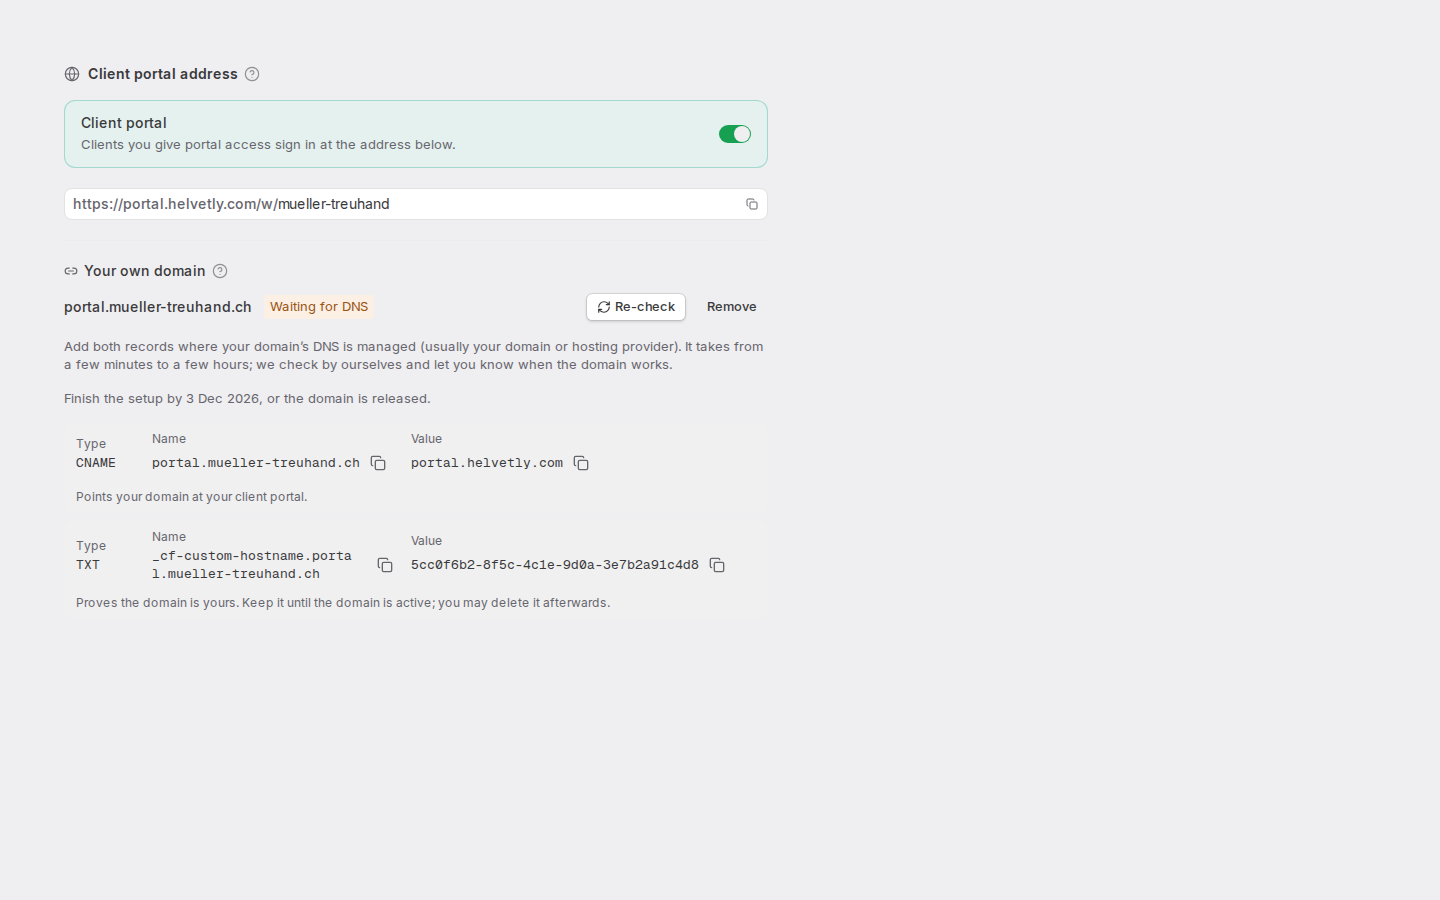 Client portal address
Client portal
Clients you give portal access sign in at the address below.
https://portal.helvetly.com/w/mueller-treuhand
Your own domain
portal.mueller-treuhand.ch Waiting for DNS Re-check Remove
Add both records where your domain’s DNS is managed (usually your domain or hosting provider). It takes from
a few minutes to a few hours; we check by ourselves and let you know when the domain works.
Finish the setup by 3 Dec 2026, or the domain is released.
Type Name Value
CNAME portal.mueller-treuhand.ch portal.helvetly.com
Points your domain at your client portal.
Type Name Value
TXT _cf-custom-hostname.porta 5cc0f6b2-8f5c-4c1e-9d0a-3e7b2a91c4d8
l.mueller-treuhand.ch
Proves the domain is yours. Keep it until the domain is active; you may delete it afterwards.